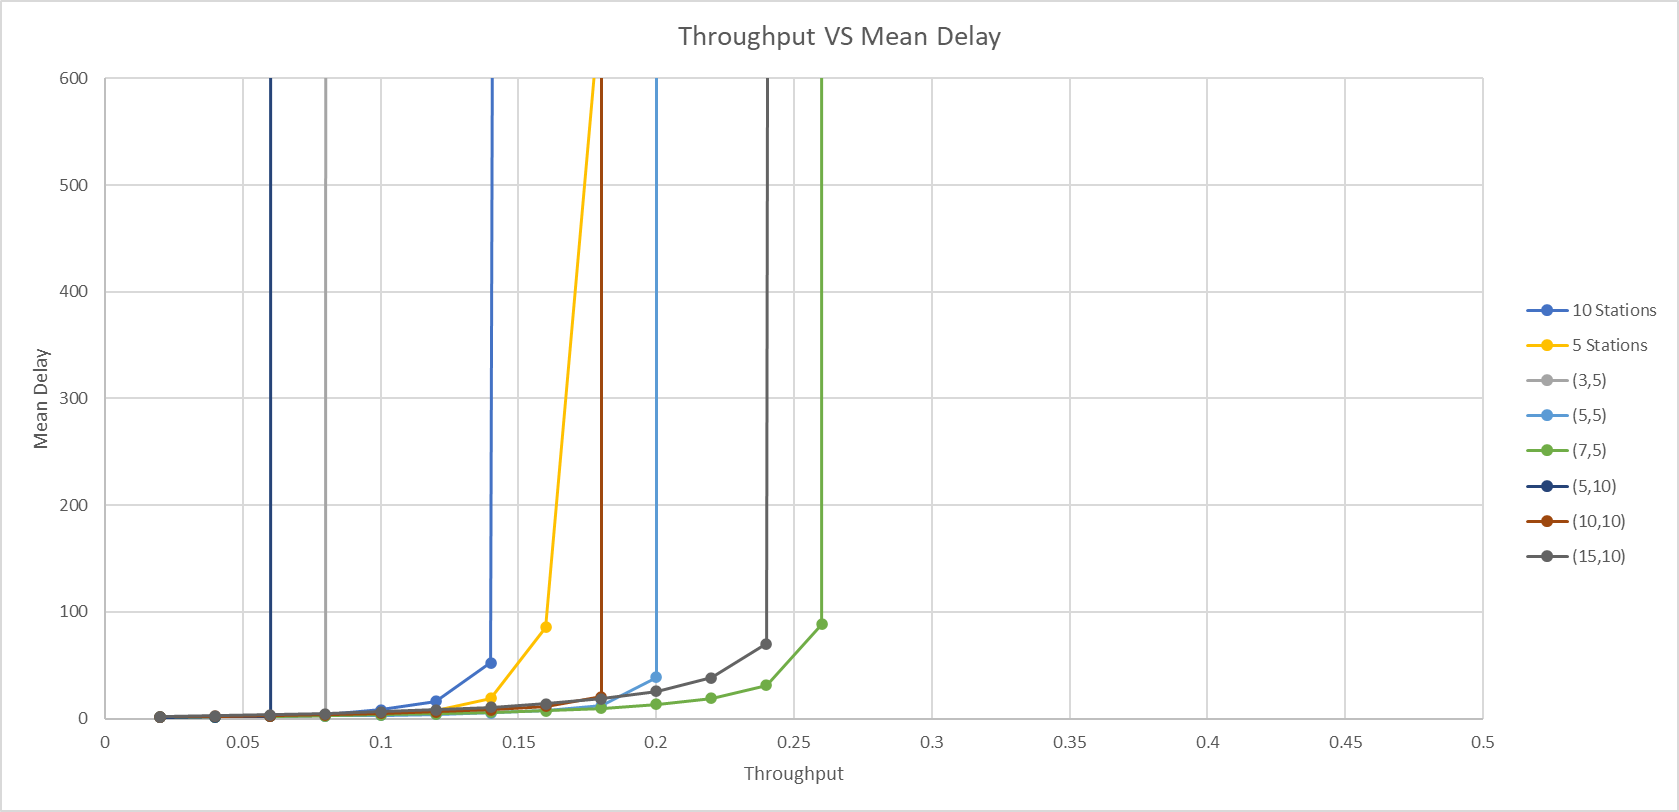 Throughput VS Mean Delay
600
500
400
300
200
100
0
Mean Delay
0 0.05 0.1 0.15 0.2 0.25 0.3 0.35 0.4 0.45 0.5
Throughput
10 Stations
5 Stations
(3,5)
(5,5)
(7,5)
(5,10)
(10,10)
(15,10)